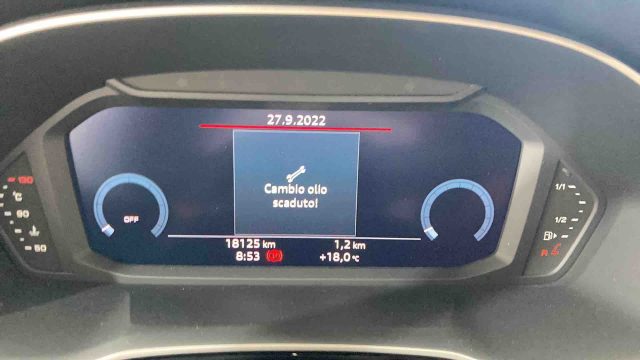 27.9.2022
Cambio olio
scaduto!
OFF
18125 km
1,2 km
8:53
+18,0 °C
130
°C
90
50
1/1
1/2
R